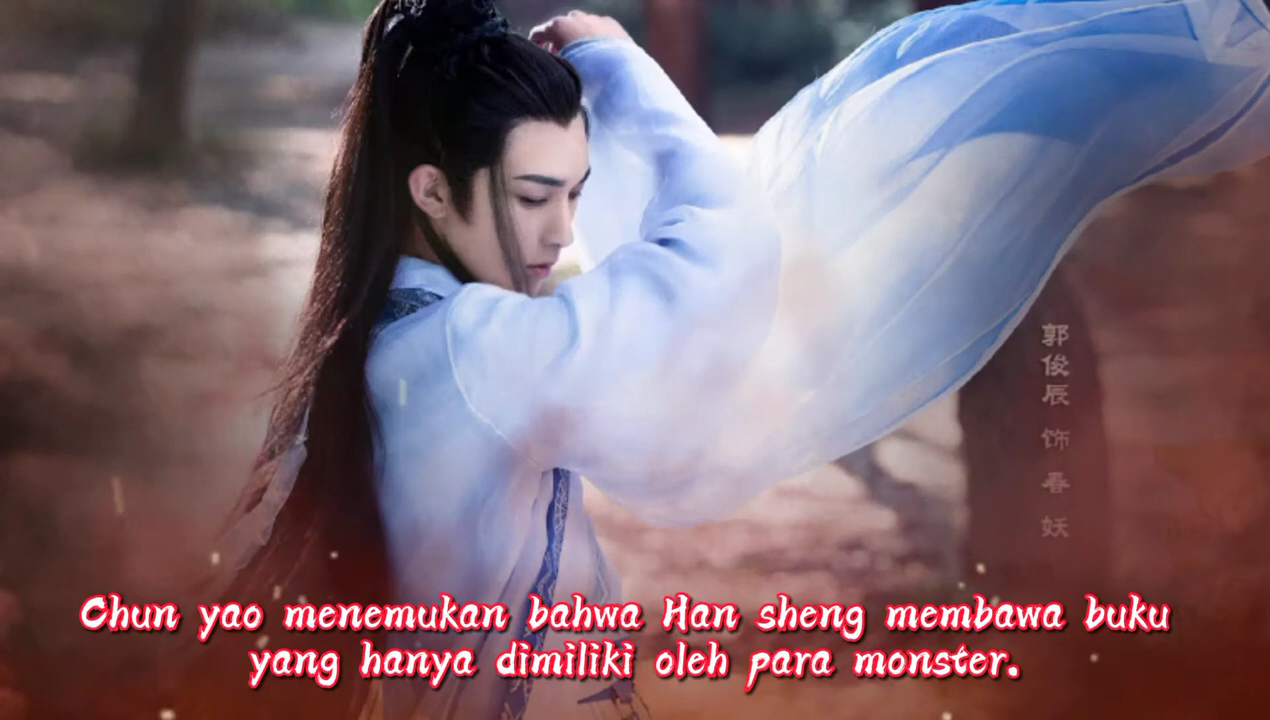 郭俊辰 饰 春 妖
Chun yao menemukan bahwa Han sheng membawa buku
yang hanya dimiliki oleh para monster.